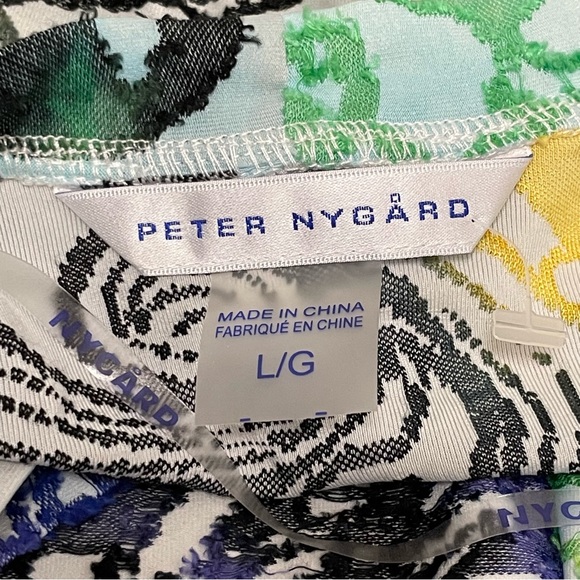 PETER NYGÅRD
MADE IN CHINA
FABRIQUÉ EN CHINE
L/G
NYGÅRD
NYG